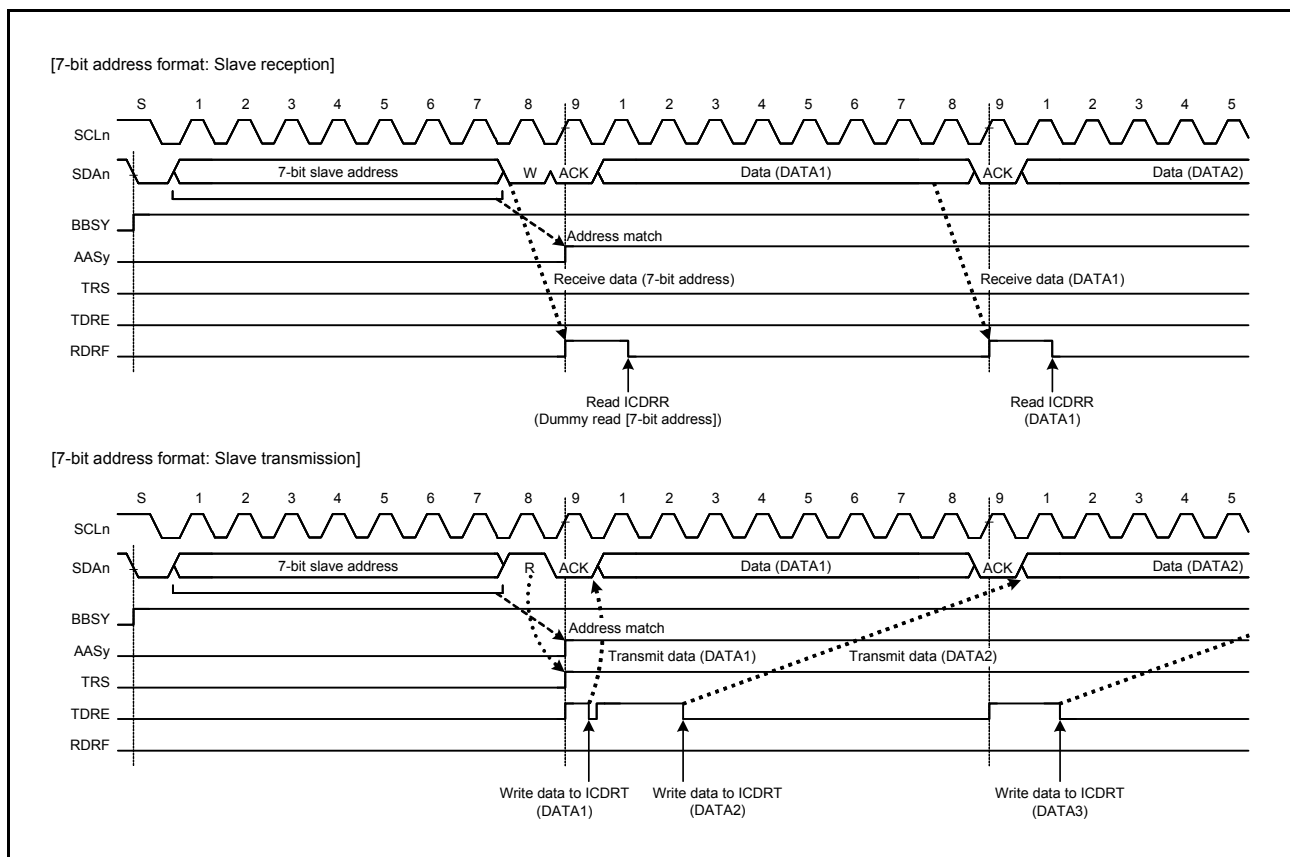 [7-bit address format: Slave reception]
S 1 2 3 4 5 6 7 8 9 1 2 3 4 5 6 7 8 9 1 2 3 4 5
SCLn
SDAn 7-bit slave address W ACK Data (DATA1) ACK Data (DATA2)
BBSY
Address match
AASy
Receive data (7-bit address) Receive data (DATA1)
TRS
TDRE
RDRF
Read ICDRR Read ICDRR
(Dummy read [7-bit address]) (DATA1)
[7-bit address format: Slave transmission]
S 1 2 3 4 5 6 7 8 9 1 2 3 4 5 6 7 8 9 1 2 3 4 5
SCLn
SDAn 7-bit slave address R ACK Data (DATA1) ACK Data (DATA2)
BBSY
Address match
AASy
Transmit data (DATA1) Transmit data (DATA2)
TRS
TDRE
RDRF
Write data to ICDRT Write data to ICDRT Write data to ICDRT
(DATA1) (DATA2) (DATA3)